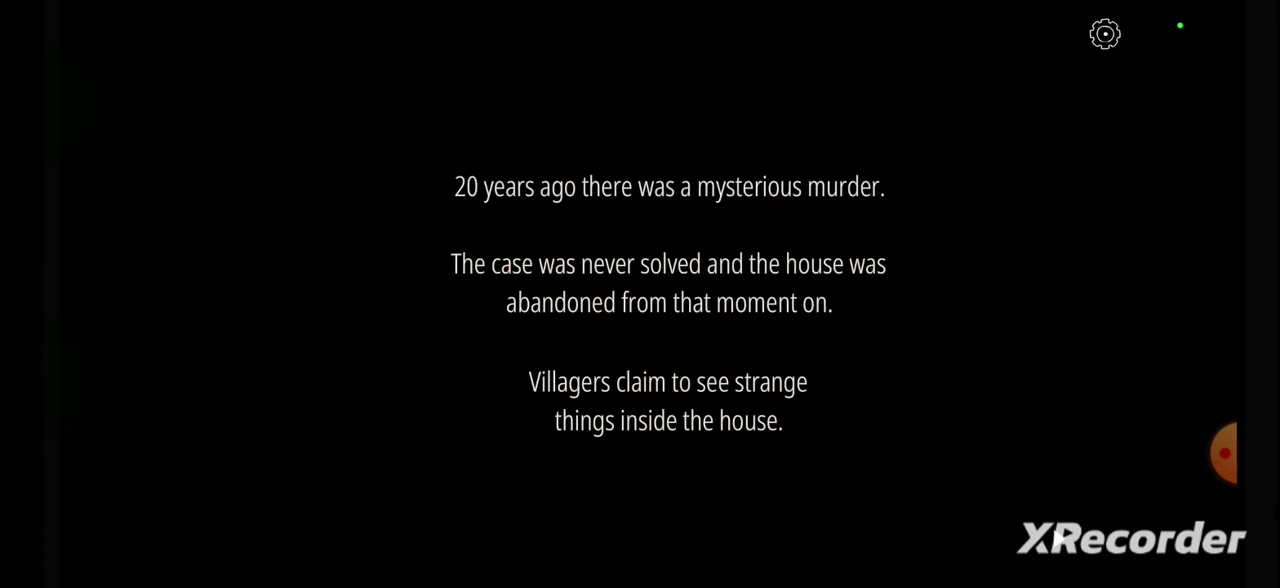 20 years ago there was a mysterious murder.
The case was never solved and the house was
abandoned from that moment on.
Villagers claim to see strange
things inside the house.
XRecorder